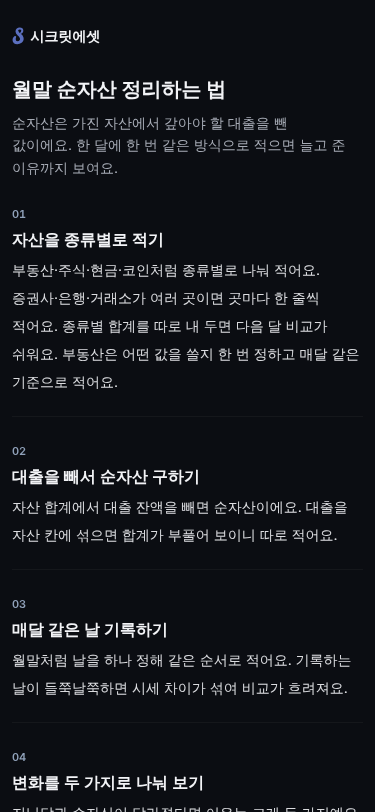 시크릿에셋
월말 순자산 정리하는 법
순자산은 가진 자산에서 갚아야 할 대출을 뺀
값이에요. 한 달에 한 번 같은 방식으로 적으면 늘고 준
이유까지 보여요.
01
자산을 종류별로 적기
부동산·주식·현금·코인처럼 종류별로 나눠 적어요.
증권사·은행·거래소가 여러 곳이면 곳마다 한 줄씩
적어요. 종류별 합계를 따로 내 두면 다음 달 비교가
쉬워요. 부동산은 어떤 값을 쓸지 한 번 정하고 매달 같은
기준으로 적어요.
02
대출을 빼서 순자산 구하기
자산 합계에서 대출 잔액을 빼면 순자산이에요. 대출을
자산 칸에 섞으면 합계가 부풀어 보이니 따로 적어요.
03
매달 같은 날 기록하기
월말처럼 날을 하나 정해 같은 순서로 적어요. 기록하는
날이 들쭉날쭉하면 시세 차이가 섞여 비교가 흐려져요.
04
변화를 두 가지로 나눠 보기